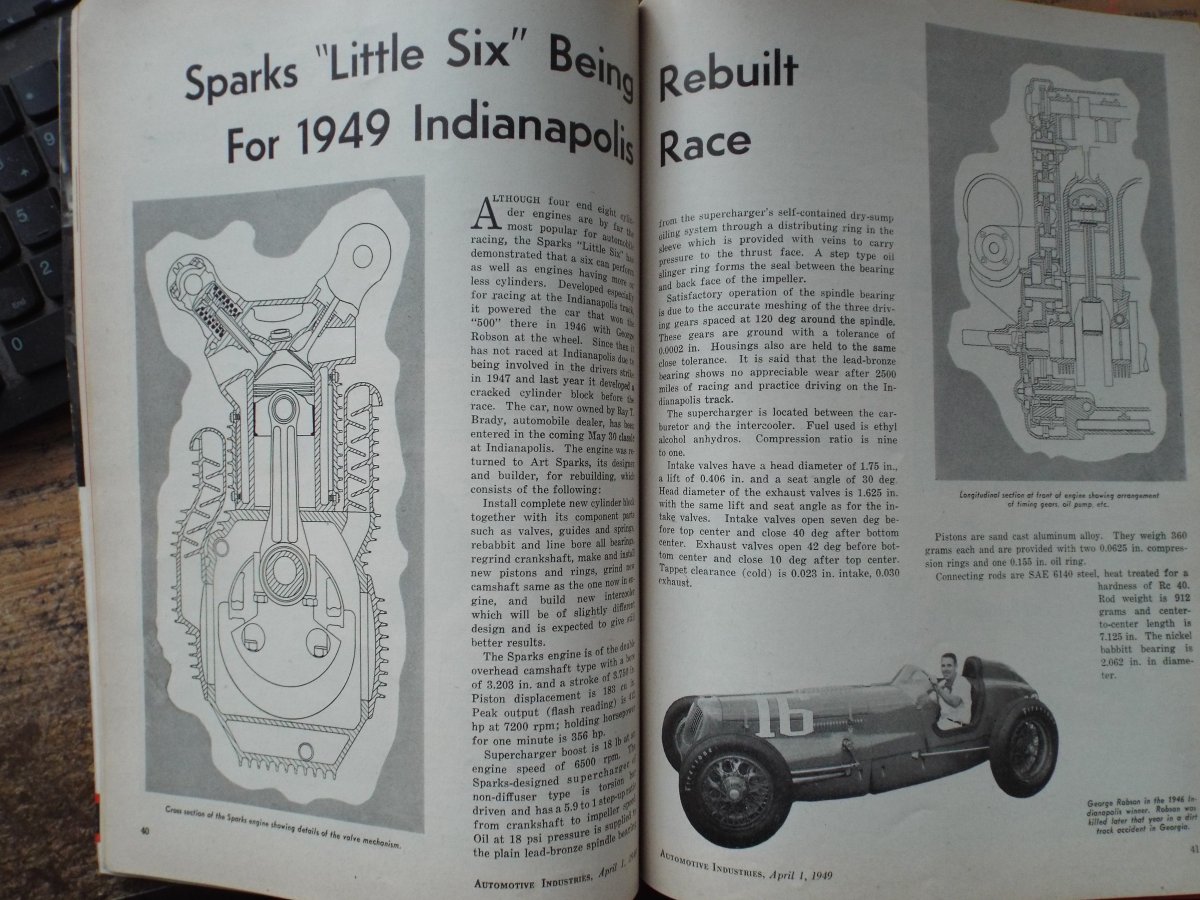 Sparks "Little Six" Being Rebuilt
For 1949 Indianapolis Race
ALTHOUGH four end eight cylin-
der engines are by far the
most popular for automobile
racing, the Sparks "Little Six" has
demonstrated that a six can perform
as well as engines having more or
less cylinders. Developed especially
for racing at the Indianapolis track,
it powered the car that won the
"500" there in 1946 with George
Robson at the wheel. Since then it
has not raced at Indianapolis due to
being involved in the drivers strike
in 1947 and last year it developed a
cracked cylinder block before the
race. The car, now owned by Ray T.
Brady, automobile dealer, has been
entered in the coming May 30 classic
at Indianapolis. The engine was re-
turned to Art Sparks, its designer
and builder, for rebuilding, which
consists of the following:
Install complete new cylinder block
together with its component parts
such as valves, guides and springs,
rebabbit and line bore all bearings,
regrind crankshaft, make and install
new pistons and rings, grind new
camshaft same as the one now in en-
gine, and build new intercooler
which will be of slightly different
design and is expected to give still
better results.
The Sparks engine is of the double
overhead camshaft type with a bore
of 3.203 in. and a stroke of 3.750 in.
Piston displacement is 183 cu in.
Peak output (flash reading) is
hp at 7200 rpm; holding horsepower
for one minute is 356 hp.
Supercharger boost is 18 lb at an
engine speed of 6500 rpm. The
Sparks-designed supercharger of
non-diffuser type is torsion bar
driven and has a 5.9 to 1 step-up ratio
from crankshaft to impeller speed.
Oil at 18 psi pressure is supplied to
the plain lead-bronze spindle bearing
Cross section of the Sparks engine showing details of the valve mechanism.
40
AUTOMOTIVE INDUSTRIES, April 1, 1949
from the supercharger's self-contained dry-sump
oiling system through a distributing ring in the
sleeve which is provided with veins to carry
pressure to the thrust face. A step type oil
slinger ring forms the seal between the bearing
and back face of the impeller.
Satisfactory operation of the spindle bearing
is due to the accurate meshing of the three driv-
ing gears spaced at 120 deg around the spindle.
These gears are ground with a tolerance of
0.0002 in. Housings also are held to the same
close tolerance. It is said that the lead-bronze
bearing shows no appreciable wear after 2500
miles of racing and practice driving on the In-
dianapolis track.
The supercharger is located between the car-
buretor and the intercooler. Fuel used is ethyl
alcohol anhydros. Compression ratio is nine
to one.
Intake valves have a head diameter of 1.75 in.,
a lift of 0.406 in. and a seat angle of 30 deg.
Head diameter of the exhaust valves is 1.625 in.
with the same lift and seat angle as for the in-
take valves. Intake valves open seven deg be-
fore top center and close 40 deg after bottom
center. Exhaust valves open 42 deg before bot-
tom center and close 10 deg after top center.
Tappet clearance (cold) is 0.023 in. intake, 0.030
exhaust.
Longitudinal section at front of engine showing arrangement
of timing gears, oil pump, etc.
Pistons are sand cast aluminum alloy. They weigh 360
grams each and are provided with two 0.0625 in. compres-
sion rings and one 0.155 in. oil ring.
Connecting rods are SAE 6140 steel, heat treated for a
hardness of Rc 40.
Rod weight is 912
grams and center-
to-center length is
7.125 in. The nickel
babbitt bearing is
2.062 in. in diame-
ter.
16
FIRESTONE
George Robson in the 1946 In-
dianapolis winner. Robson was
killed later that year in a dirt
track accident in Georgia.
AUTOMOTIVE INDUSTRIES, April 1, 1949
41
9
5
2
0
End